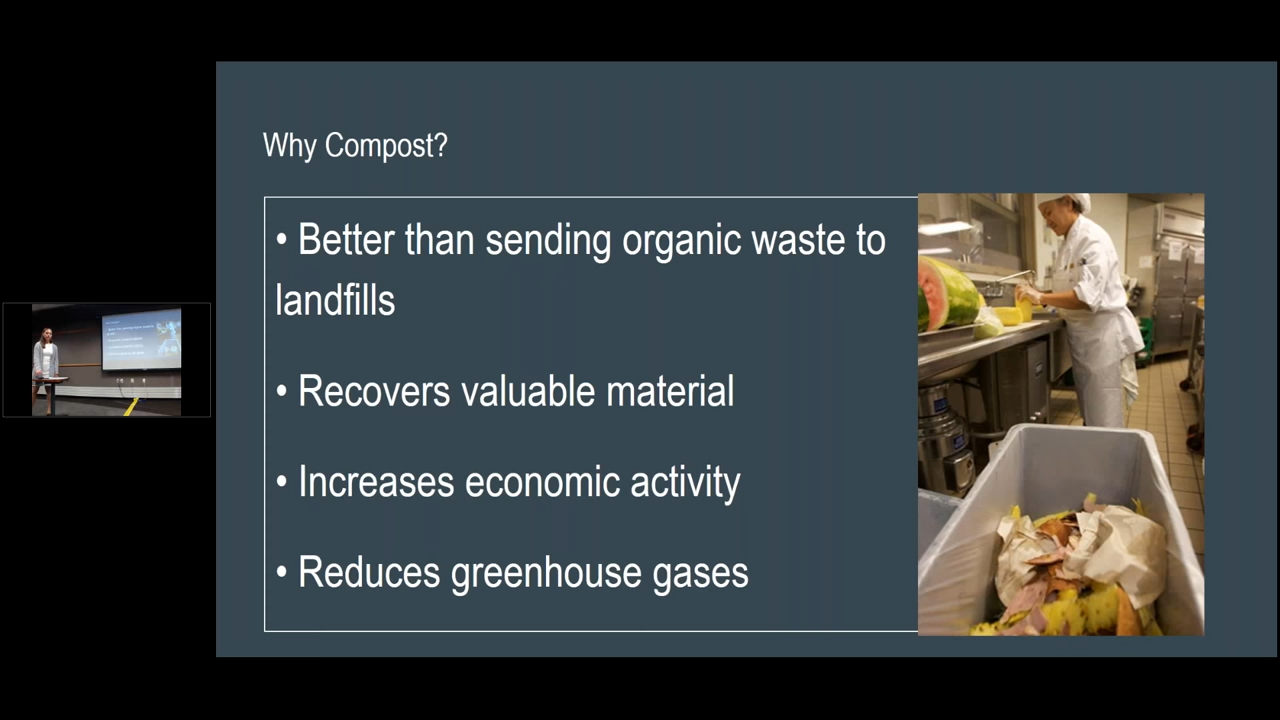 Why Compost?
• Better than sending organic waste to
landfills
• Recovers valuable material
• Increases economic activity
• Reduces greenhouse gases